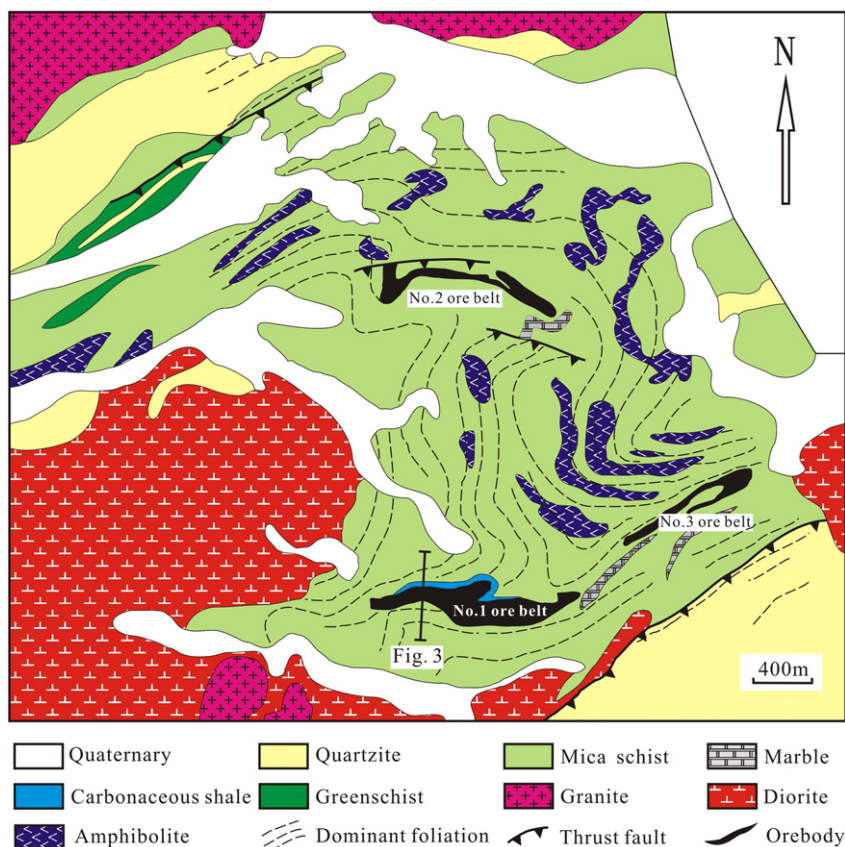 N
No.2 ore belt
No.3 ore belt
No.1 ore belt
Fig. 3
400m
Quaternary Quartzite Mica schist Marble
Carbonaceous shale Greenschist Granite Diorite
Amphibolite Dominant foliation Thrust fault Orebody